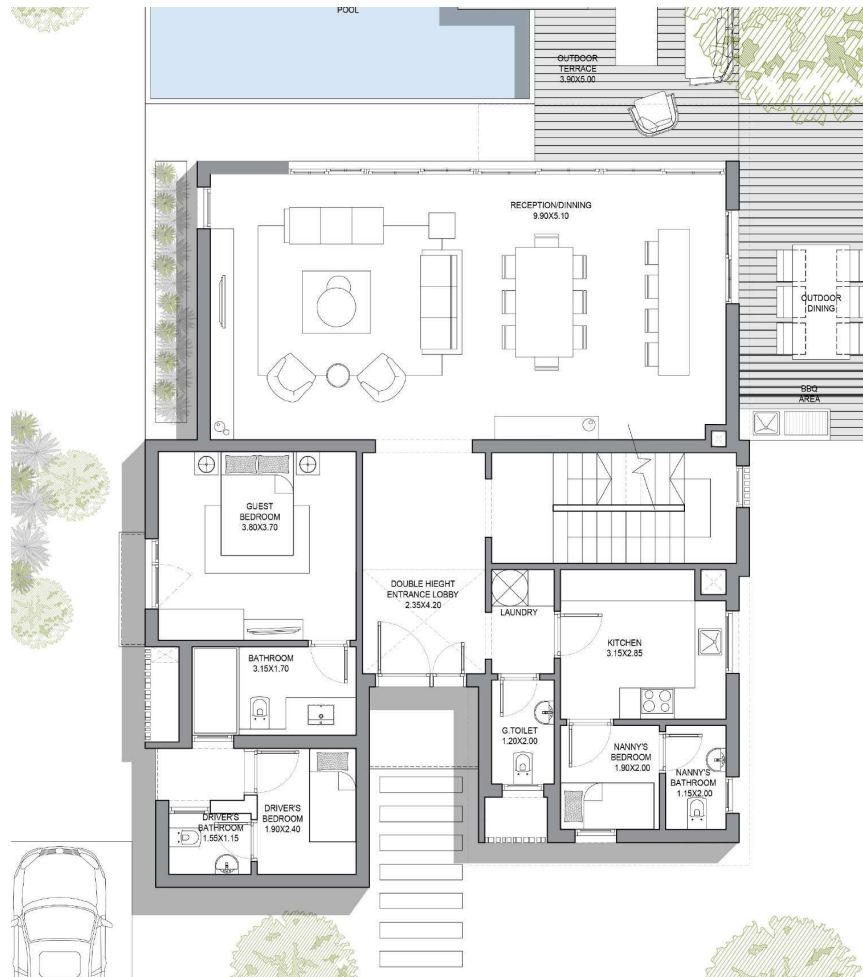 POOL
OUTDOOR
TERRACE
3.90X5.00
RECEPTION/DINNING
9.90X5.10
OUTDOOR
DINING
BBQ
AREA
GUEST
BEDROOM
3.80X3.70
DOUBLE HIEGHT
ENTRANCE LOBBY
2.35X4.20
LAUNDRY
KITCHEN
3.15X2.85
BATHROOM
3.15X1.70
G.TOILET
1.20X2.00
NANNY'S
BEDROOM
1.90X2.00
NANNY'S
BATHROOM
1.15X2.00
DRIVER'S
BATHROOM
1.55X1.15
DRIVER'S
BEDROOM
1.90X2.40